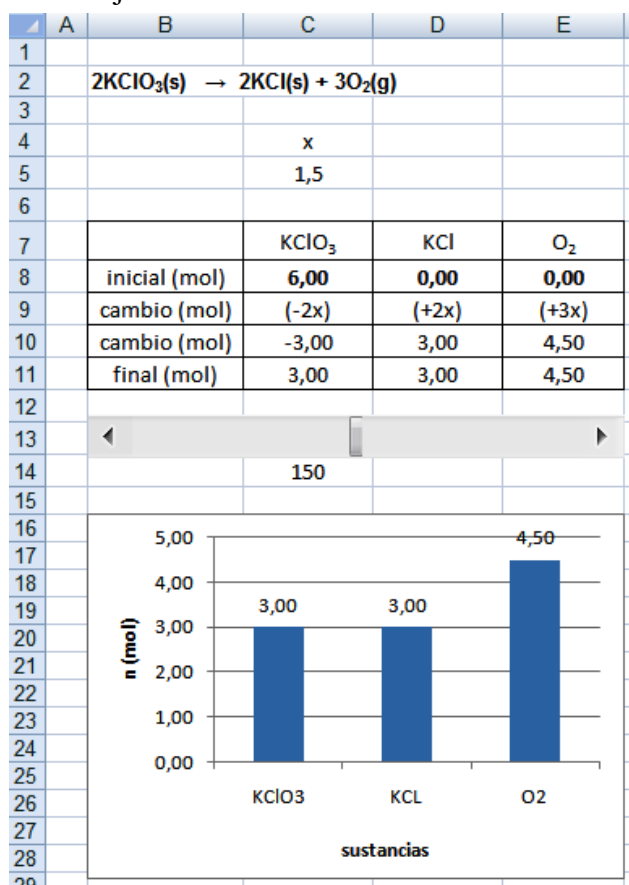 A B C D E
1
2 2KClO₃(s) → 2KCl(s) + 3O₂(g)
3
4 x
5 1,5
6
7 KClO₃ KCl O₂
8 inicial (mol) 6,00 0,00 0,00
9 cambio (mol) (-2x) (+2x) (+3x)
10 cambio (mol) -3,00 3,00 4,50
11 final (mol) 3,00 3,00 4,50
12
13
14 150
15
16
17
18
19
20
21
22
23
24
25
26
27
28
29
5,00
4,00
3,00
2,00
1,00
0,00
n (mol)
3,00 3,00 4,50
KClO3 KCL O2
sustancias